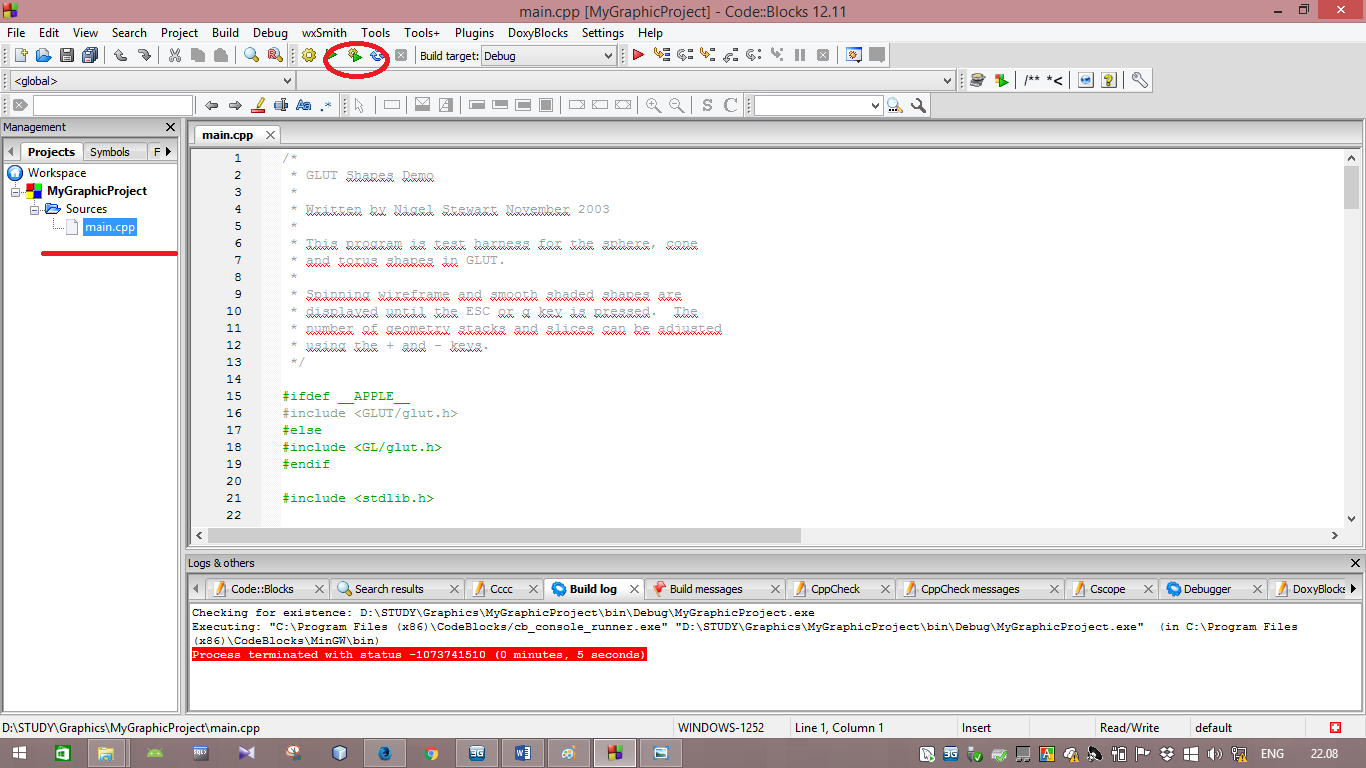 main.cpp [MyGraphicProject] - Code::Blocks 12.11
File Edit View Search Project Build Debug wxSmith Tools Tools+ Plugins DoxyBlocks Settings Help
Build target: Debug
<global>
/** *<
Aa .*
S C
Management
Projects Symbols F
Workspace
MyGraphicProject
Sources
main.cpp
main.cpp
1 /*
2 * GLUT Shapes Demo
3 *
4 * Written by Nigel Stewart November 2003
5 *
6 * This program is test harness for the sphere, cone
7 * and torus shapes in GLUT.
8 *
9 * Spinning wireframe and smooth shaded shapes are
10 * displayed until the ESC or q key is pressed. The
11 * number of geometry stacks and slices can be adjusted
12 * using the + and - keys.
13 */
14
15 #ifdef __APPLE__
16 #include <GLUT/glut.h>
17 #else
18 #include <GL/glut.h>
19 #endif
20
21 #include <stdlib.h>
22
Logs & others
Code::Blocks Search results Cccc Build log Build messages CppCheck CppCheck messages Cscope Debugger DoxyBlocks
Checking for existence: D:\STUDY\Graphics\MyGraphicProject\bin\Debug\MyGraphicProject.exe
Executing: "C:\Program Files (x86)\CodeBlocks/cb_console_runner.exe" "D:\STUDY\Graphics\MyGraphicProject\bin\Debug\MyGraphicProject.exe" (in C:\Program Files
(x86)\CodeBlocks\MinGW\bin)
Process terminated with status -1073741510 (0 minutes, 5 seconds)
D:\STUDY\Graphics\MyGraphicProject\main.cpp WINDOWS-1252 Line 1, Column 1 Insert Read/Write default
ENG 22.08